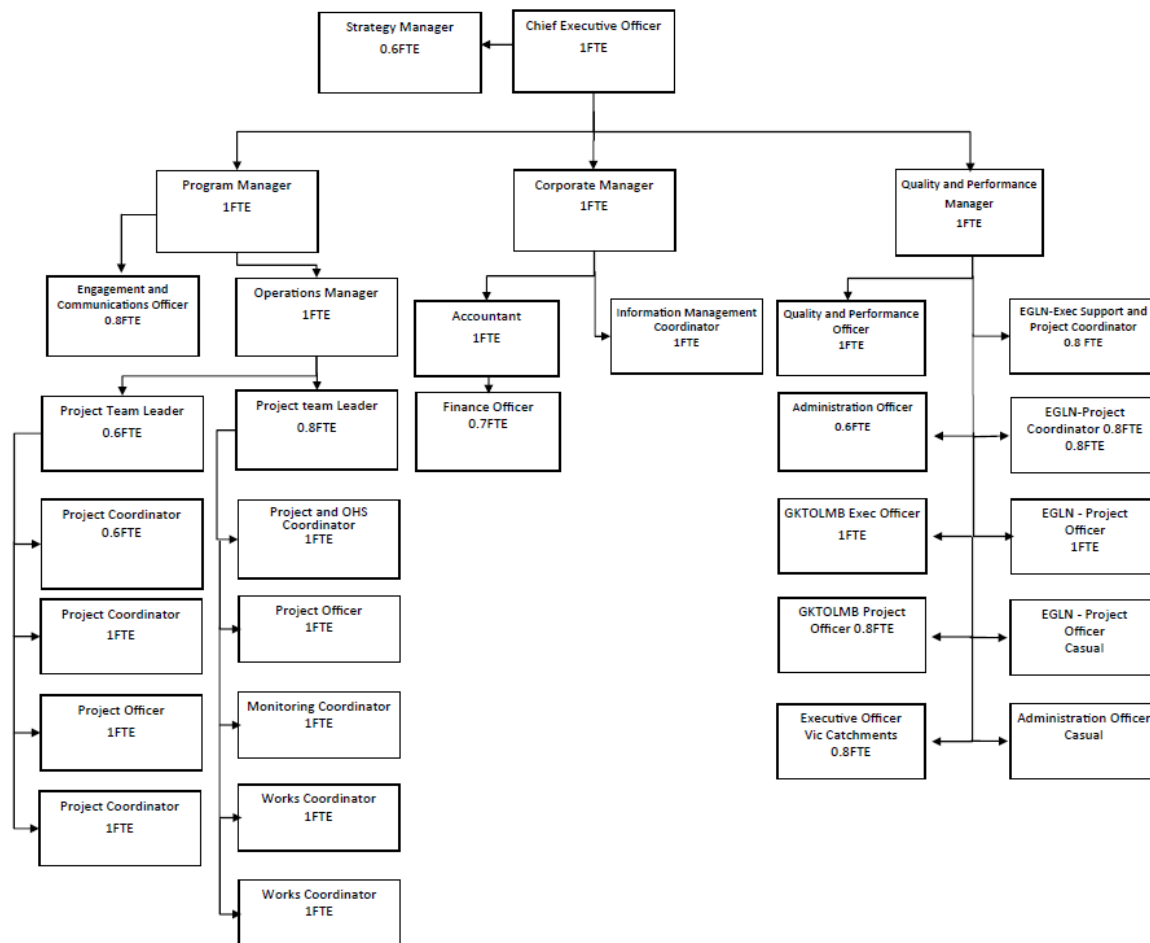 Strategy Manager
0.6FTE
Chief Executive Officer
1FTE
Program Manager
1FTE
Corporate Manager
1FTE
Quality and Performance
Manager
1FTE
Engagement and
Communications Officer
0.8FTE
Operations Manager
1FTE
Accountant
1FTE
Information Management
Coordinator
1FTE
Quality and Performance
Officer
1FTE
EGLN-Exec Support and
Project Coordinator
0.8 FTE
Project Team Leader
0.6FTE
Project team Leader
0.8FTE
Finance Officer
0.7FTE
Administration Officer
0.6FTE
EGLN-Project
Coordinator 0.8FTE
0.8FTE
Project Coordinator
0.6FTE
Project and OHS
Coordinator
1FTE
GKTOLMB Exec Officer
1FTE
EGLN - Project
Officer
1FTE
Project Coordinator
1FTE
Project Officer
1FTE
GKTOLMB Project
Officer 0.8FTE
EGLN - Project
Officer
Casual
Project Officer
1FTE
Monitoring Coordinator
1FTE
Executive Officer
Vic Catchments
0.8FTE
Administration Officer
Casual
Project Coordinator
1FTE
Works Coordinator
1FTE
Works Coordinator
1FTE